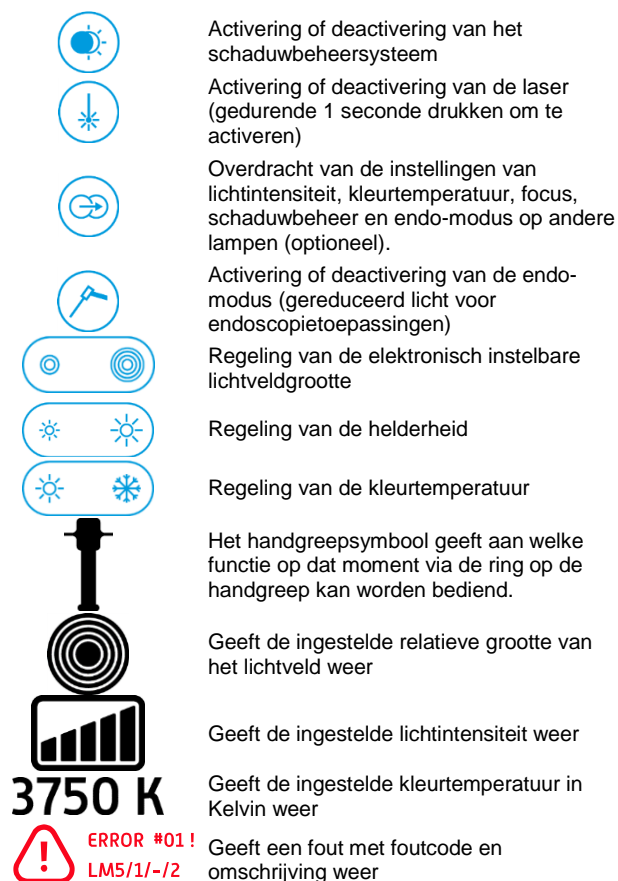 Activering of deactivering van het
schaduwbeheersysteem
Activering of deactivering van de laser
(gedurende 1 seconde drukken om te
activeren)
Overdracht van de instellingen van
lichtintensiteit, kleurtemperatuur, focus,
schaduwbeheer en endo-modus op andere
lampen (optioneel).
Activering of deactivering van de endo-
modus (gereduceerd licht voor
endoscopietoepassingen)
Regeling van de elektronisch instelbare
lichtveldgrootte
Regeling van de helderheid
Regeling van de kleurtemperatuur
Het handgreepsymbool geeft aan welke
functie op dat moment via de ring op de
handgreep kan worden bediend.
Geeft de ingestelde relatieve grootte van
het lichtveld weer
Geeft de ingestelde lichtintensiteit weer
3750 K
Geeft de ingestelde kleurtemperatuur in
Kelvin weer
ERROR #01!
LM5/1/-/2
Geeft een fout met foutcode en
omschrijving weer